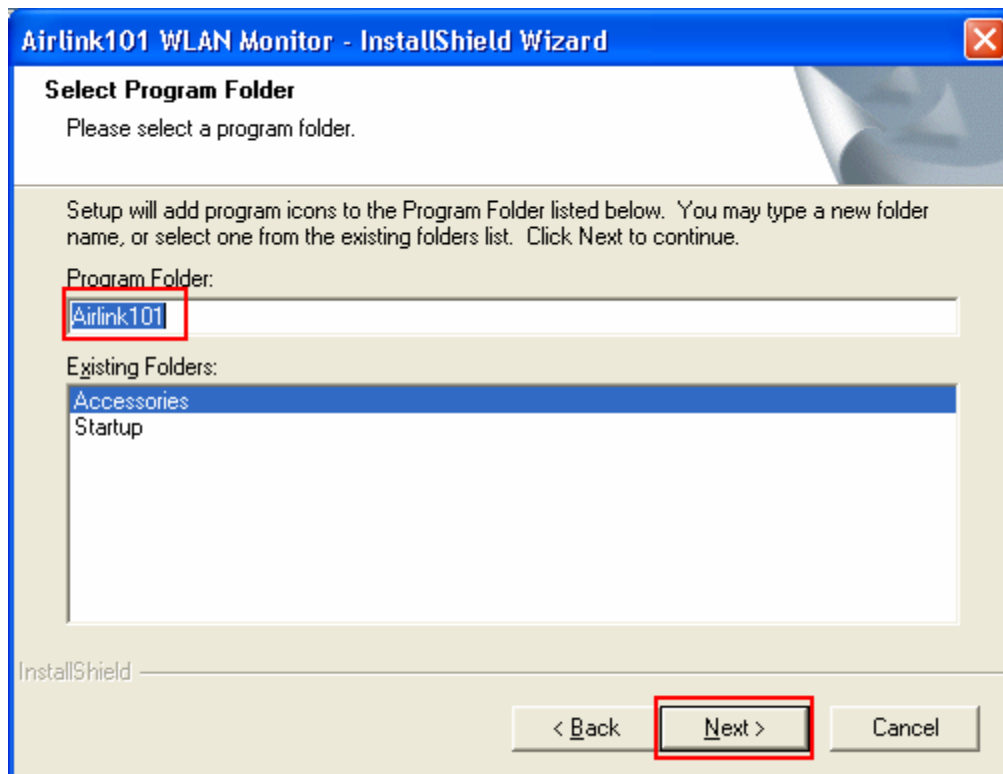 Airlink101 WLAN Monitor - InstallShield Wizard
Select Program Folder
Please select a program folder.
Setup will add program icons to the Program Folder listed below.  You may type a new folder
name, or select one from the existing folders list.  Click Next to continue.
Program Folder:
Airlink101
Existing Folders:
Accessories
Startup
InstallShield
< Back
Next >
Cancel